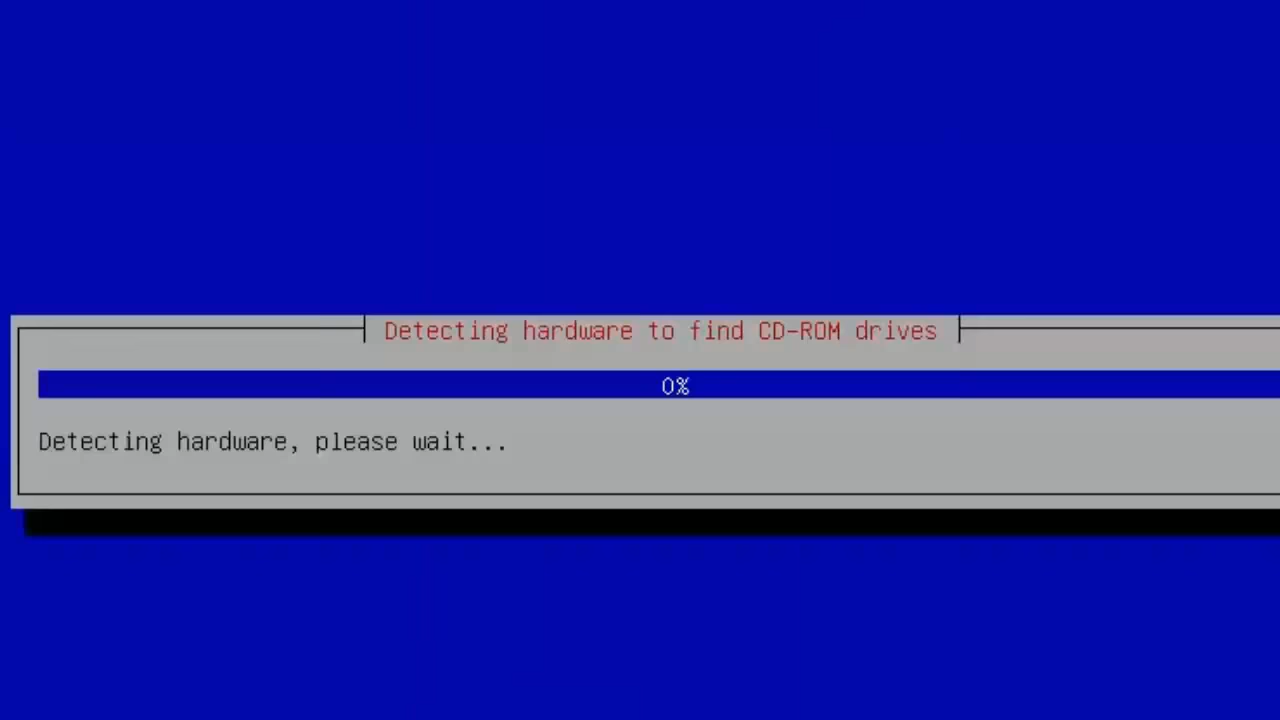 Detecting hardware to find CD-ROM drives
0%
Detecting hardware, please wait...